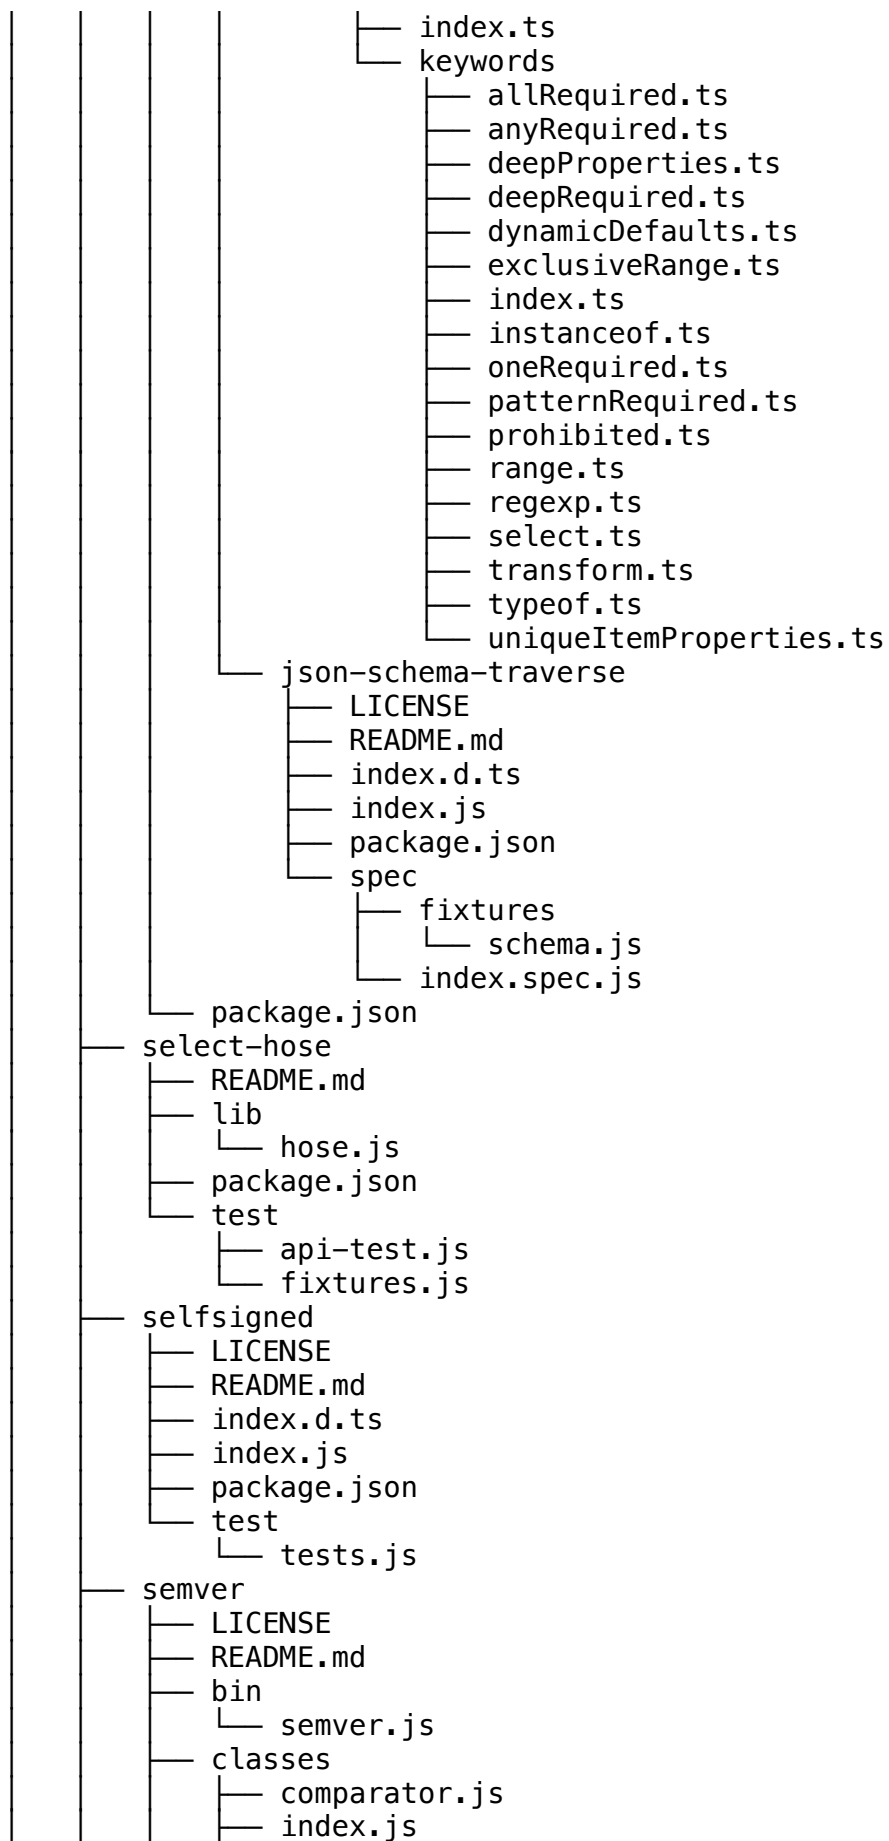 index.ts
keywords
allRequired.ts
anyRequired.ts
deepProperties.ts
deepRequired.ts
dynamicDefaults.ts
exclusiveRange.ts
index.ts
instanceof.ts
oneRequired.ts
patternRequired.ts
prohibited.ts
range.ts
regexp.ts
select.ts
transform.ts
typeof.ts
uniqueItemProperties.ts
json-schema-traverse
LICENSE
README.md
index.d.ts
index.js
package.json
spec
fixtures
schema.js
index.spec.js
package.json
select-hose
README.md
lib
hose.js
package.json
test
api-test.js
fixtures.js
selfsigned
LICENSE
README.md
index.d.ts
index.js
package.json
test
tests.js
semver
LICENSE
README.md
bin
semver.js
classes
comparator.js
index.js